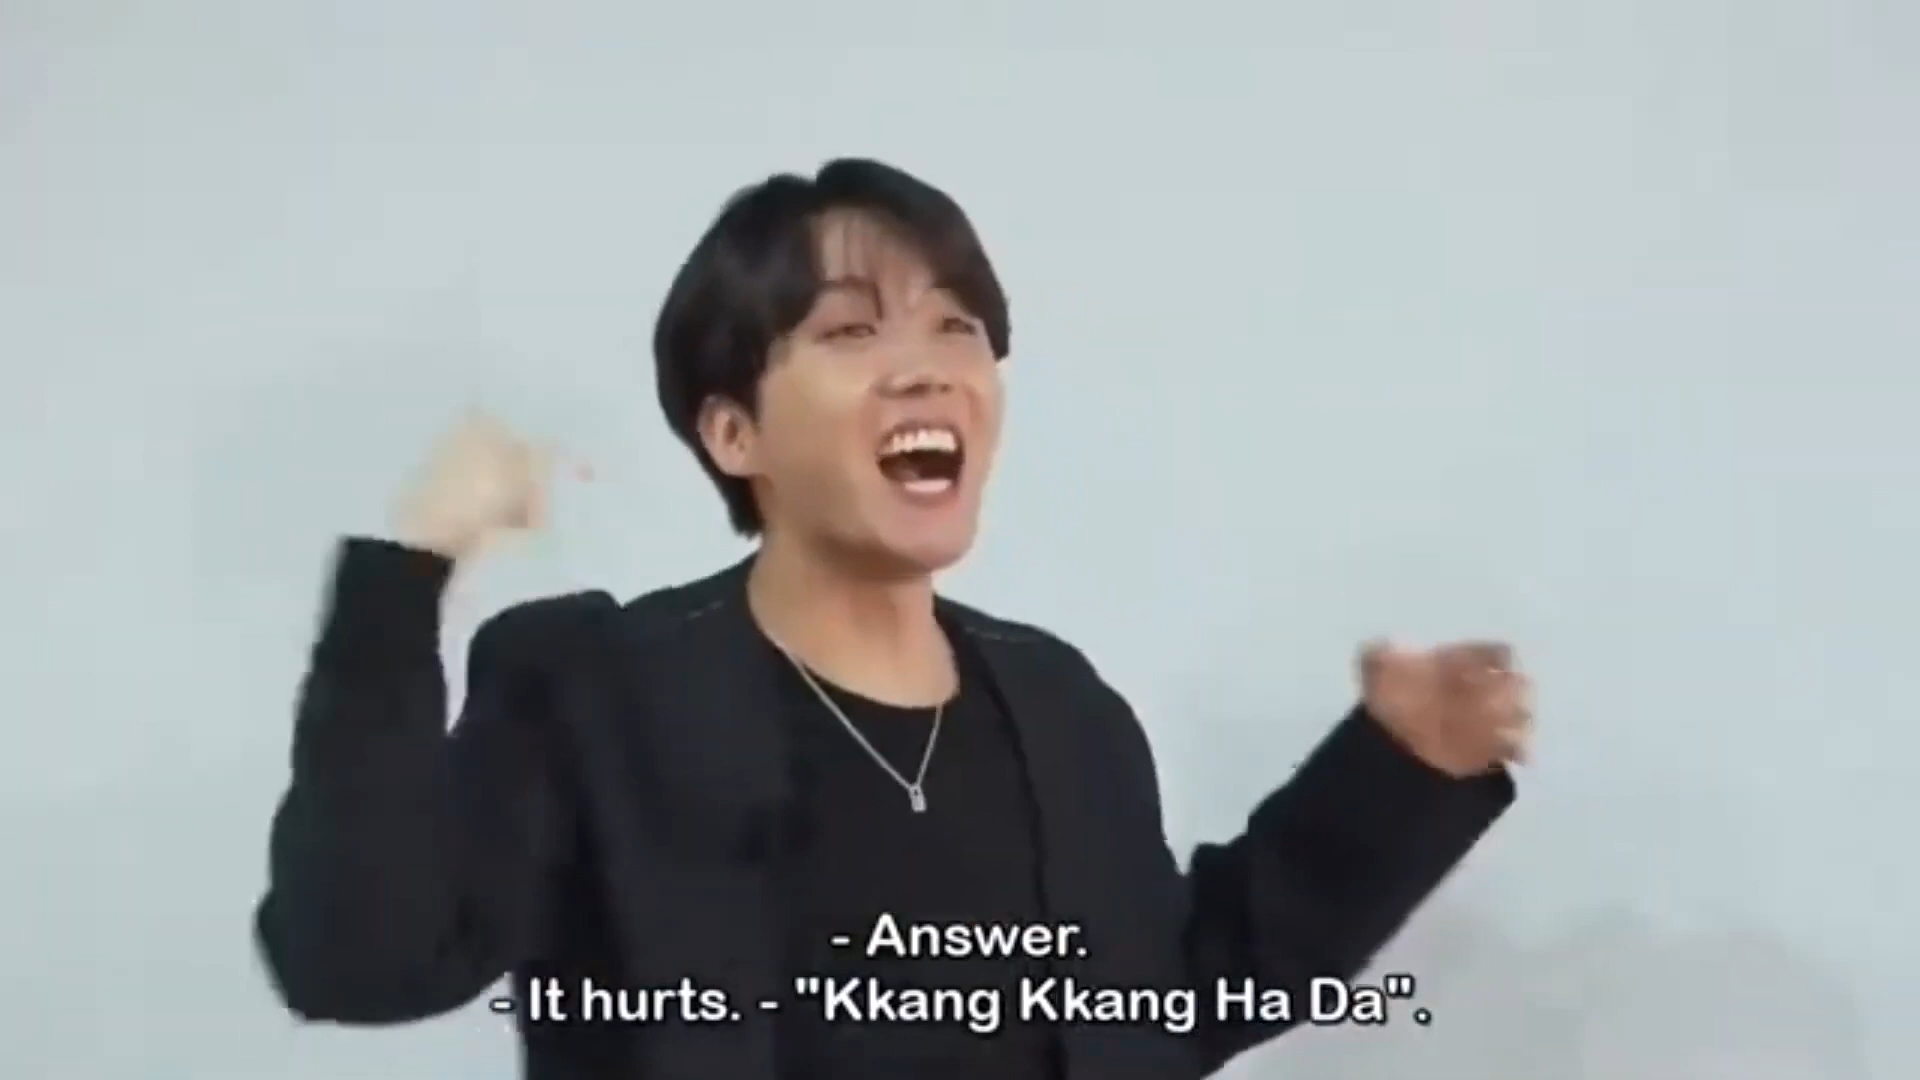 - Answer.
- It hurts. - "Kkang Kkang Ha Da".